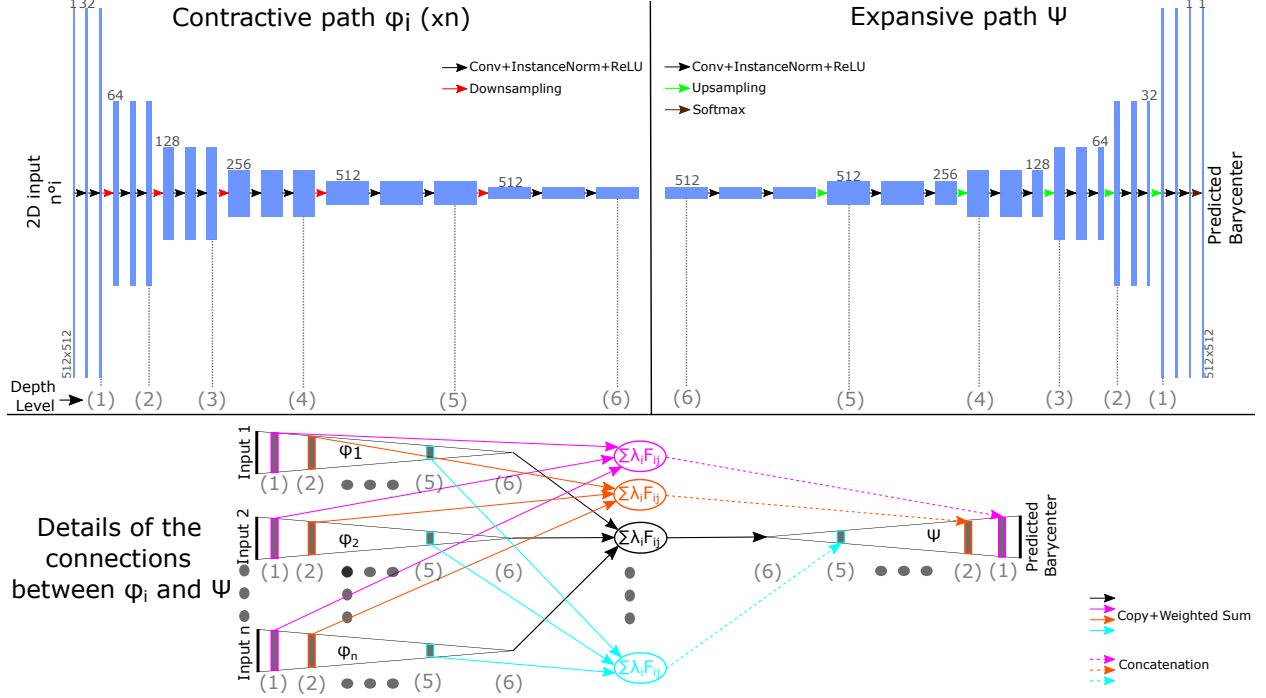 Contractive path φi (xn)
1
32
64
128
256
512
512
Conv+InstanceNorm+ReLU
Downsampling
2D input
n°i
512x512
Depth
Level
(1)
(2)
(3)
(4)
(5)
(6)
Expansive path Ψ
Conv+InstanceNorm+ReLU
Upsampling
Softmax
512
512
256
128
64
32
1
1
Predicted
Barycenter
512x512
(6)
(5)
(4)
(3)
(2)
(1)
Details of the
connections
between φi and Ψ
Input 1
φ1
(1)
(2)
(5)
(6)
Input 2
φ2
(1)
(2)
(5)
(6)
Input n
φn
(1)
(2)
(5)
(6)
ΣλiFij
ΣλiFij
ΣλiFij
ΣλiFij
Ψ
(6)
(5)
(2)
(1)
Predicted
Barycenter
Copy+Weighted Sum
Concatenation